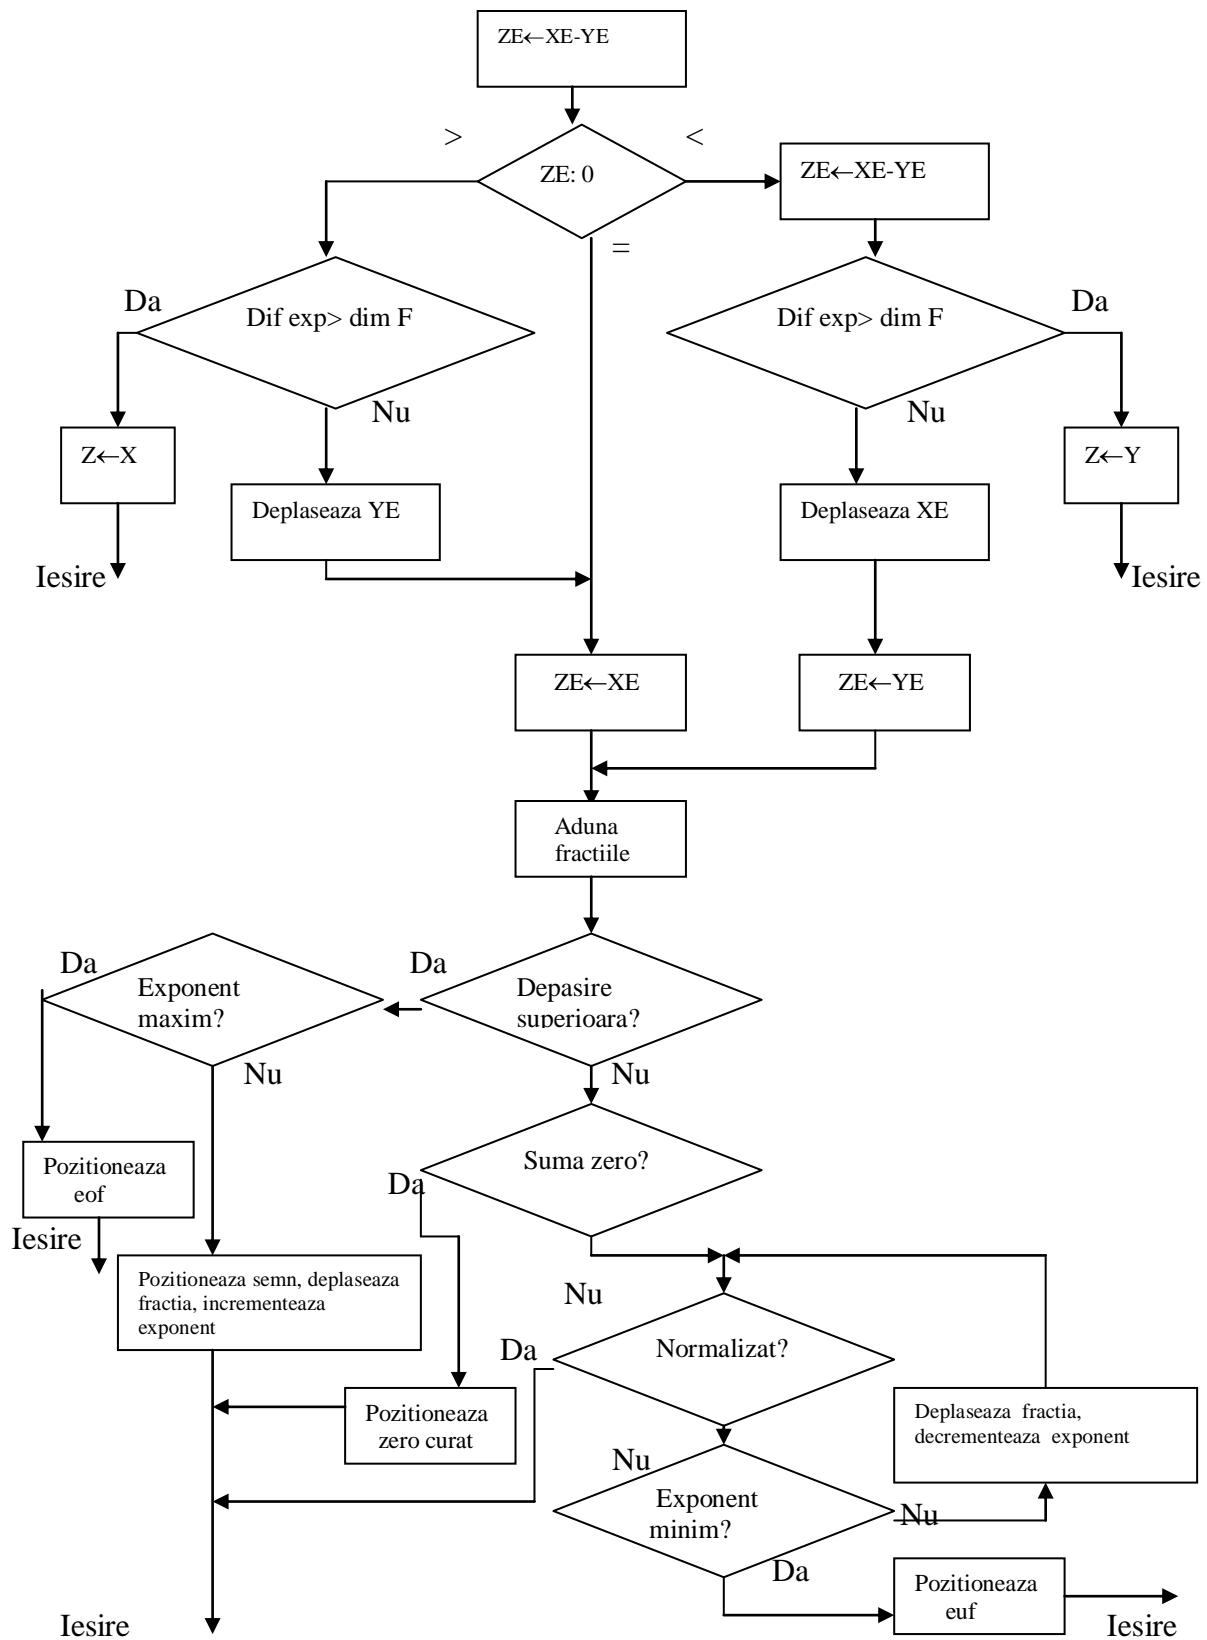 ZE←XE-YE
>
<
ZE: 0
ZE←XE-YE
=
Da
Dif exp> dim F
Dif exp> dim F
Da
Nu
Nu
Z←X
Z←Y
Deplaseaza YE
Deplaseaza XE
Iesire
Iesire
ZE←XE
ZE←YE
Aduna
fractiile
Da
Exponent
maxim?
Da
Depasire
superioara?
Nu
Nu
Suma zero?
Pozitioneaza
eof
Da
Iesire
Pozitioneaza semn, deplaseaza
fractia, incrementeaza
exponent
Nu
Da
Normalizat?
Pozitioneaza
zero curat
Deplaseaza fractia,
decrementeaza exponent
Nu
Exponent
minim?
Nu
Da
Pozitioneaza
euf
Iesire
Iesire